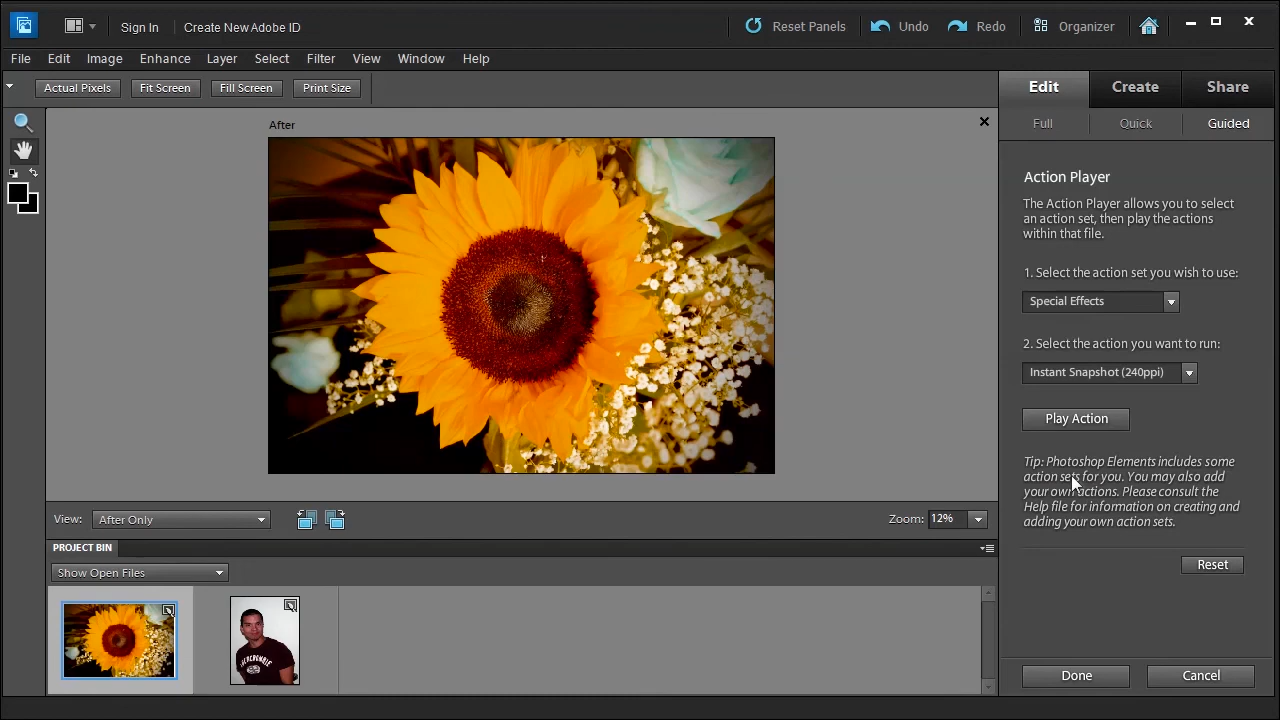 Sign In
Create New Adobe ID
Reset Panels
Undo
Redo
Organizer
File Edit Image Enhance Layer Select Filter View Window Help
Actual Pixels
Fit Screen
Fill Screen
Print Size
Edit
Create
Share
Full
Quick
Guided
After
Action Player
The Action Player allows you to select
an action set, then play the actions
within that file.
1. Select the action set you wish to use:
Special Effects
2. Select the action you want to run:
Instant Snapshot (240ppi)
Play Action
Tip: Photoshop Elements includes some
action sets for you. You may also add
your own actions. Please consult the
Help file for information on creating and
adding your own action sets.
Reset
View:
After Only
Zoom:
12%
PROJECT BIN
Show Open Files
ABERCROMBIE
Done
Cancel